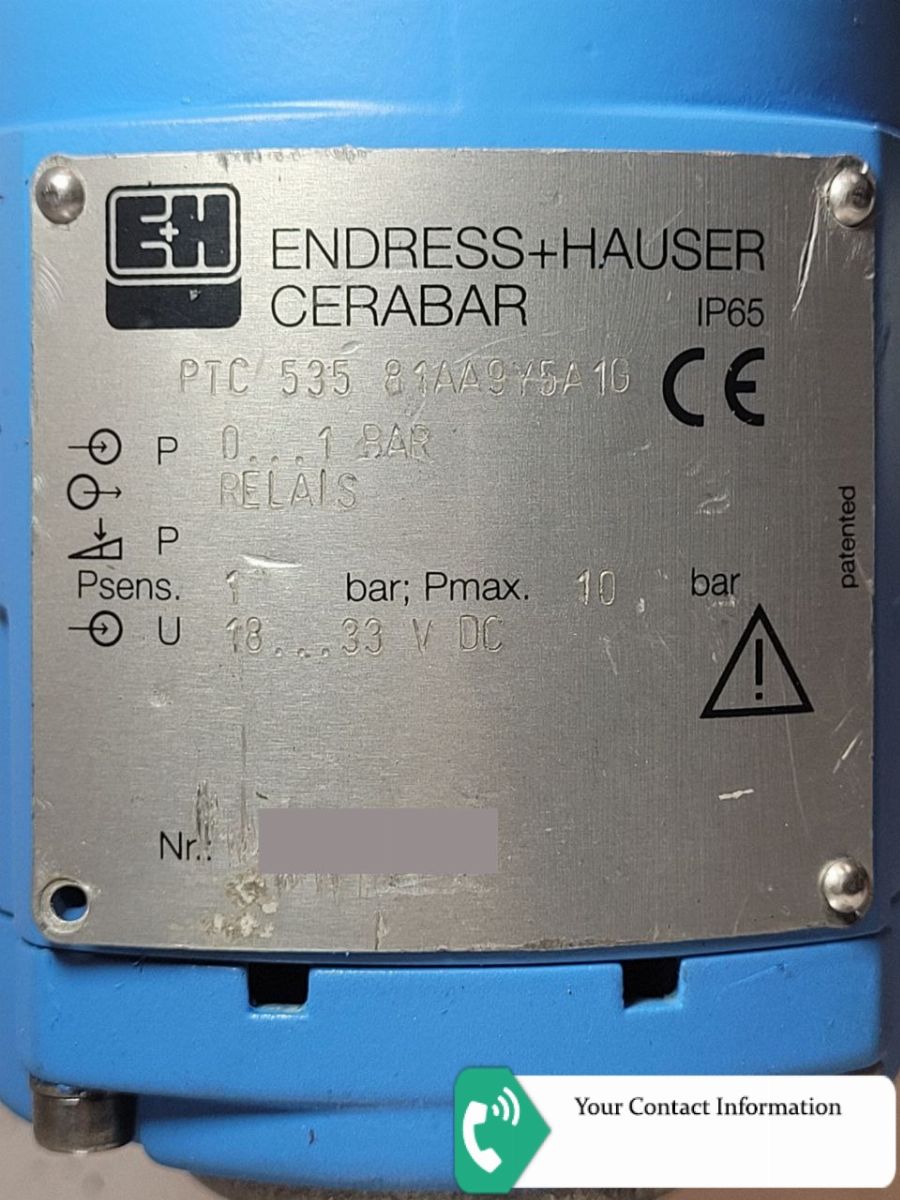 E+H
ENDRESS+HAUSER
CERABAR IP65
PTC 535 81AA9Y5A1G
CE
P 0...1 BAR
RELAIS
P
Psens. 1 bar; Pmax. 10 bar
U 18...33 V DC
patented
Nr.:
Your Contact Information